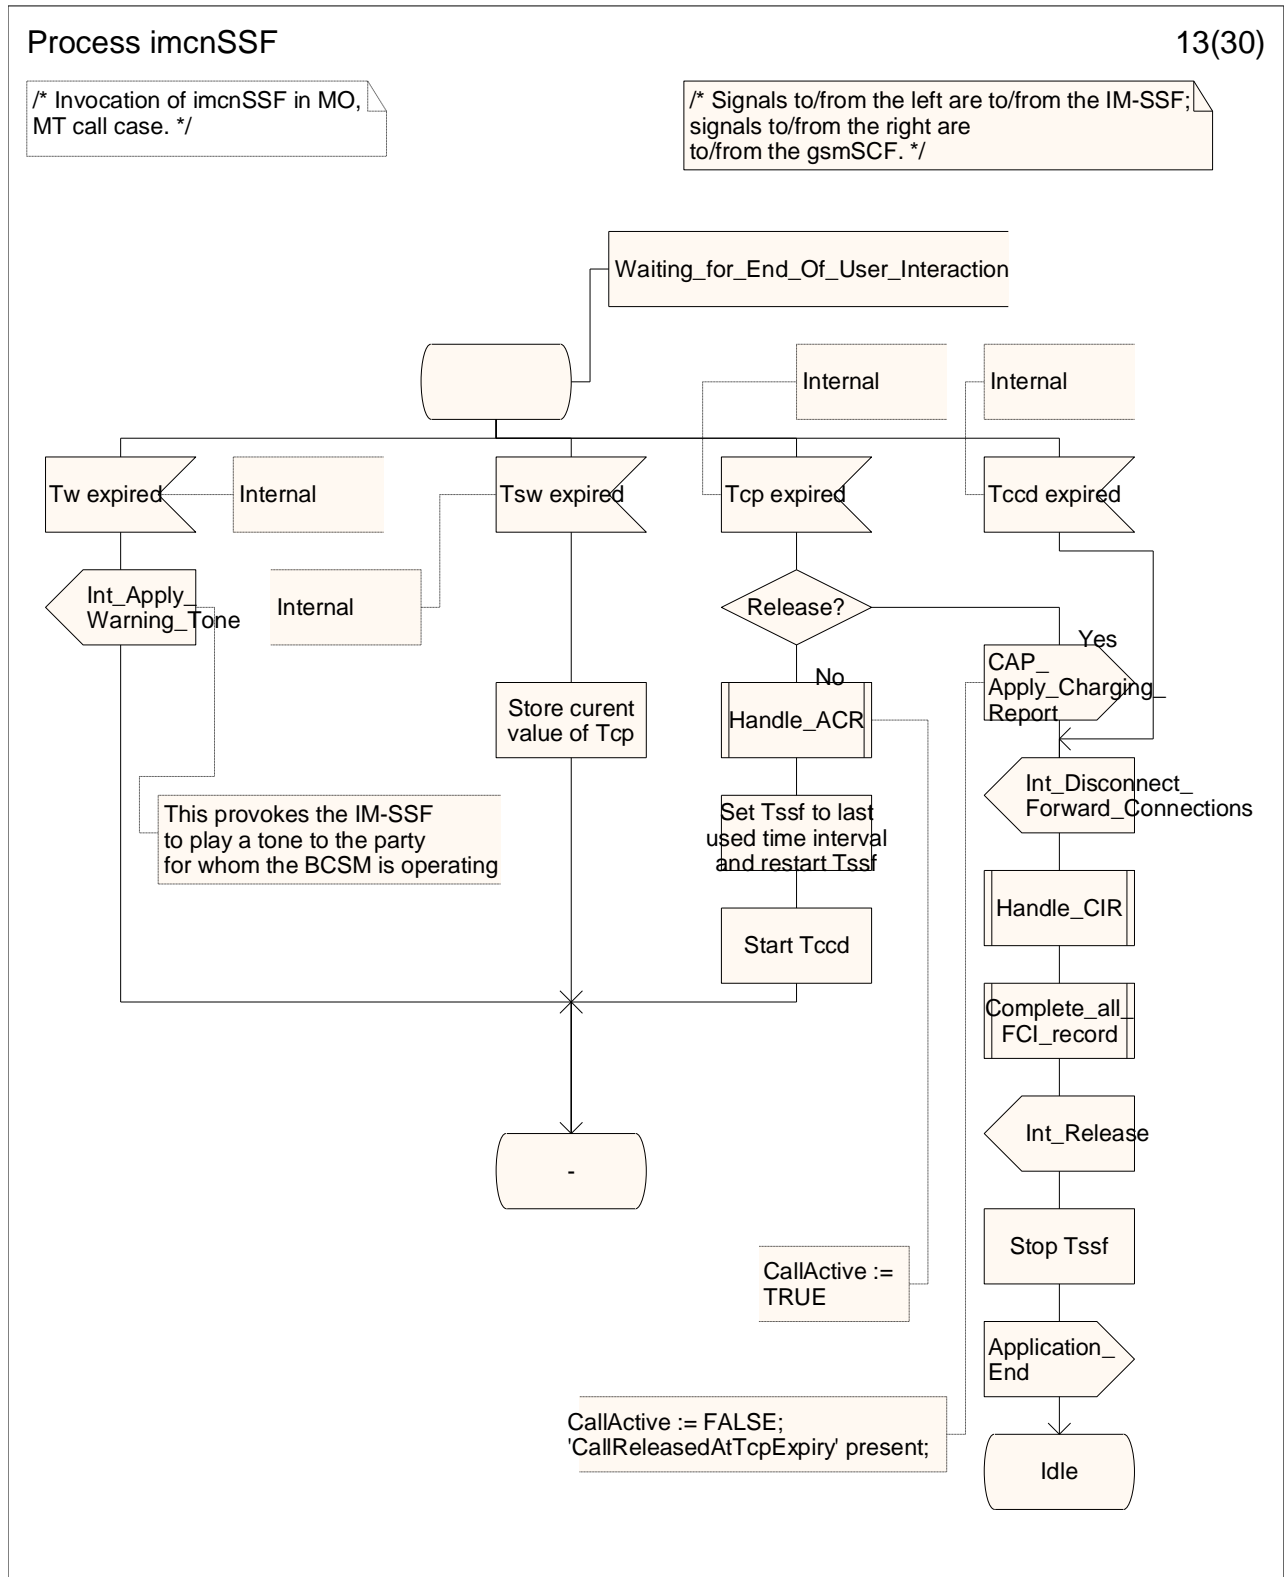 Process imcnSSF
13(30)
/* Invocation of imcnSSF in MO,
MT call case. */
/* Signals to/from the left are to/from the IM-SSF;
signals to/from the right are
to/from the gsmSCF. */
Waiting_for_End_Of_User_Interaction
Internal
Internal
Tw expired
Internal
Tsw expired
Tcp expired
Tccd expired
Int_Apply_
Warning_Tone
Internal
Release?
Yes
No
CAP_
Apply_Charging_
Report
Store curent
value of Tcp
Handle_ACR
Int_Disconnect_
Forward_Connections
This provokes the IM-SSF
to play a tone to the party
for whom the BCSM is operating
Set Tssf to last
used time interval
and restart Tssf
Handle_CIR
Start Tccd
Complete_all_
FCI_record
Int_Release
-
Stop Tssf
CallActive :=
TRUE
Application_
End
CallActive := FALSE;
'CallReleasedAtTcpExpiry' present;
Idle